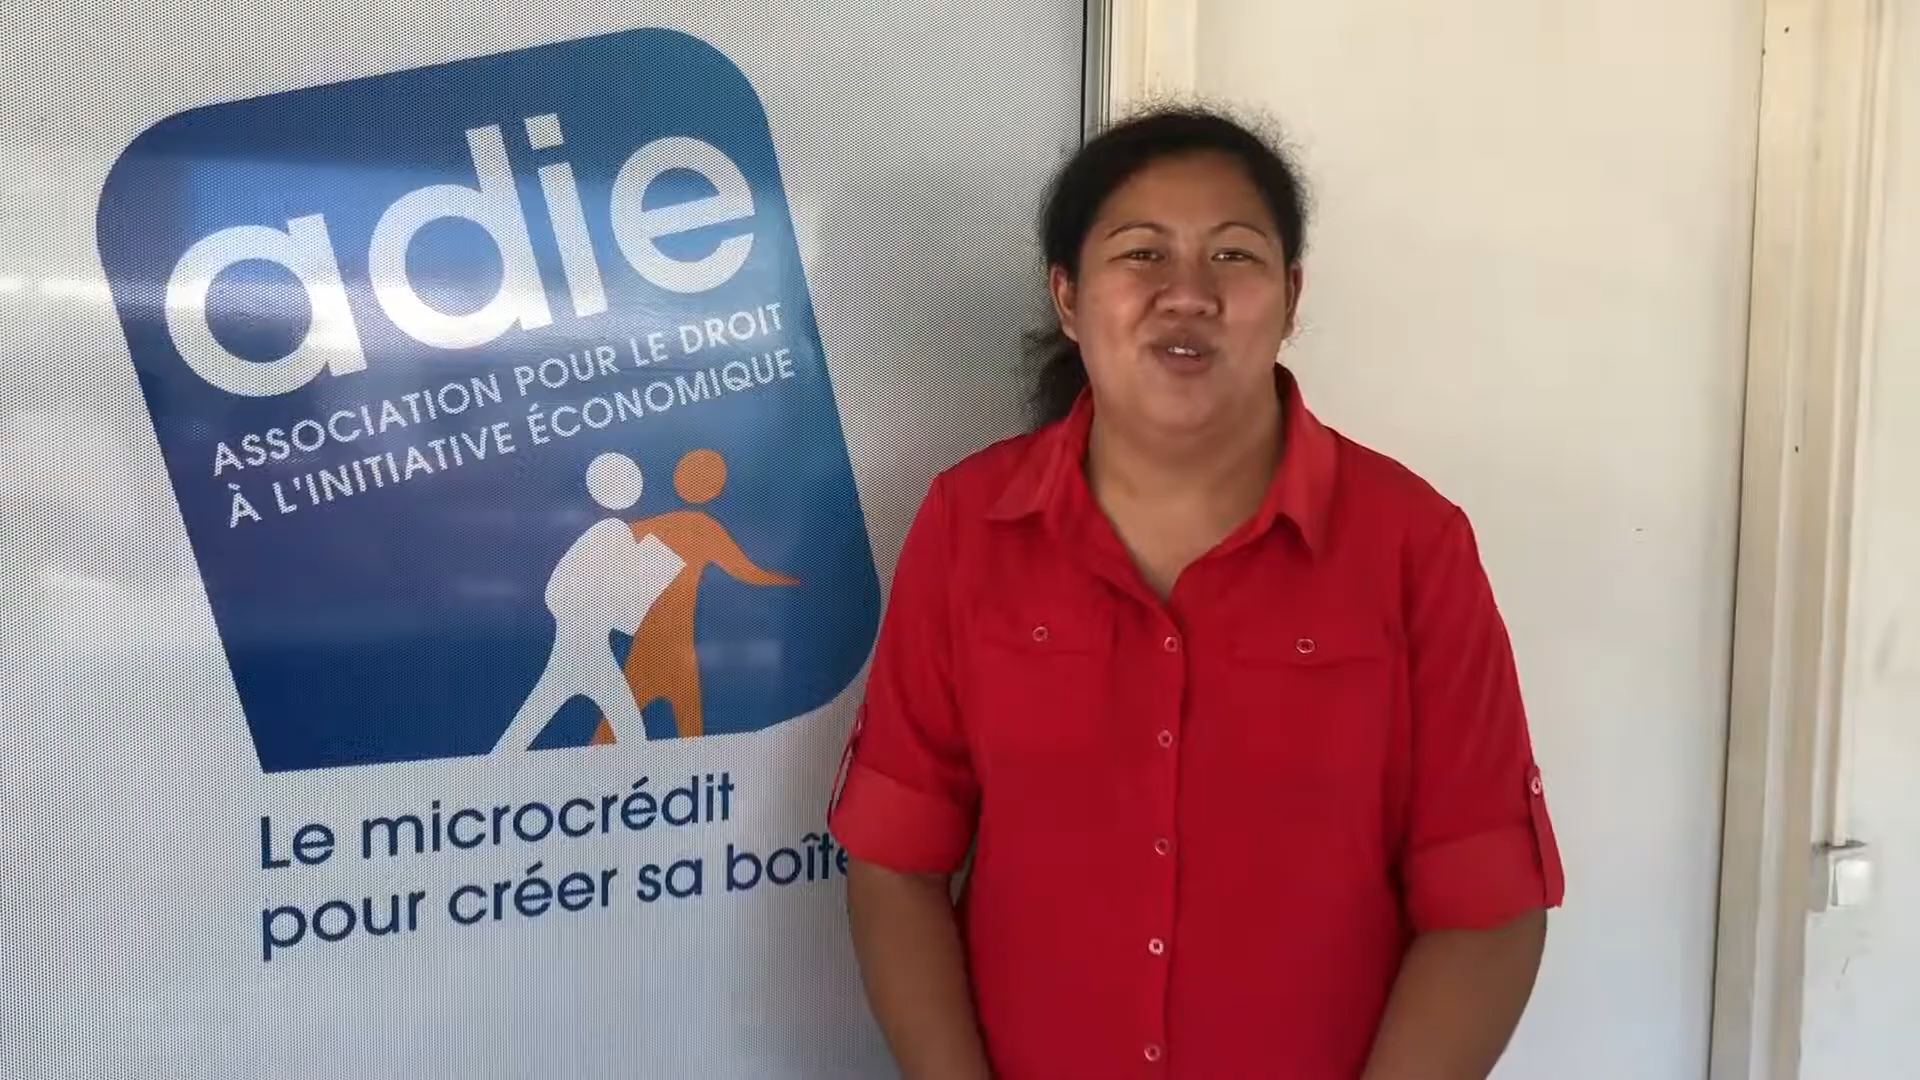 adie
ASSOCIATION POUR LE DROIT
À L'INITIATIVE ÉCONOMIQUE
Le microcrédit
pour créer sa boîte